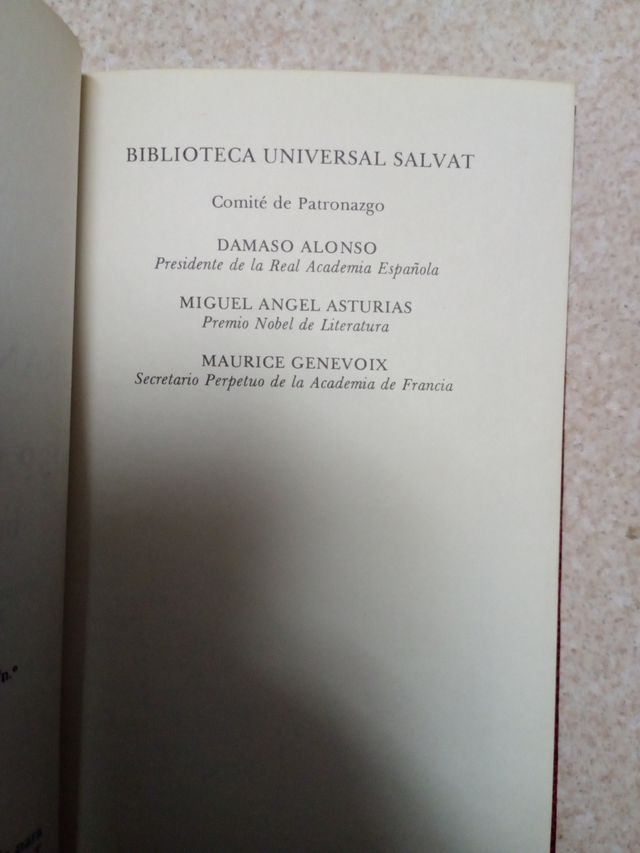 BIBLIOTECA UNIVERSAL SALVAT
Comité de Patronazgo
DAMASO ALONSO
Presidente de la Real Academia Española
MIGUEL ANGEL ASTURIAS
Premio Nobel de Literatura
MAURICE GENEVOIX
Secretario Perpetuo de la Academia de Francia
n.°
para